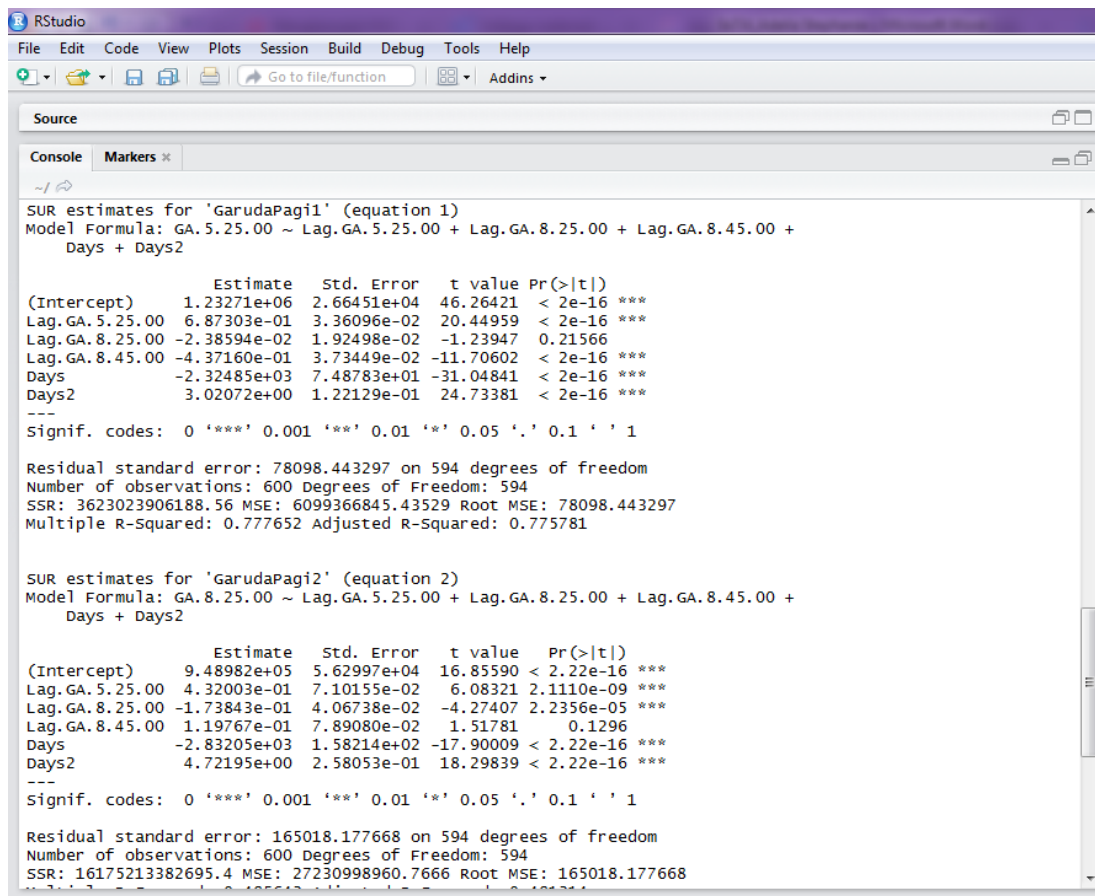 RStudio
File Edit Code View Plots Session Build Debug Tools Help
Go to file/function Addins
Source
Console Markers
~/
SUR estimates for 'GarudaPagi1' (equation 1)
Model Formula: GA.5.25.00 ~ Lag.GA.5.25.00 + Lag.GA.8.25.00 + Lag.GA.8.45.00 +
    Days + Days2
Estimate Std. Error t value Pr(>|t|)
(Intercept) 1.23271e+06 2.66451e+04 46.26421 < 2e-16 ***
Lag.GA.5.25.00 6.87303e-01 3.36096e-02 20.44959 < 2e-16 ***
Lag.GA.8.25.00 -2.38594e-02 1.92498e-02 -1.23947 0.21566
Lag.GA.8.45.00 -4.37160e-01 3.73449e-02 -11.70602 < 2e-16 ***
Days -2.32485e+03 7.48783e+01 -31.04841 < 2e-16 ***
Days2 3.02072e+00 1.22129e-01 24.73381 < 2e-16 ***
---
Signif. codes: 0 ‘***’ 0.001 ‘**’ 0.01 ‘*’ 0.05 ‘.’ 0.1 ‘ ’ 1
Residual standard error: 78098.443297 on 594 degrees of freedom
Number of observations: 600 Degrees of Freedom: 594
SSR: 3623023906188.56 MSE: 6099366845.43529 Root MSE: 78098.443297
Multiple R-Squared: 0.777652 Adjusted R-Squared: 0.775781
SUR estimates for 'GarudaPagi2' (equation 2)
Model Formula: GA.8.25.00 ~ Lag.GA.5.25.00 + Lag.GA.8.25.00 + Lag.GA.8.45.00 +
    Days + Days2
Estimate Std. Error t value Pr(>|t|)
(Intercept) 9.48982e+05 5.62997e+04 16.85590 < 2.22e-16 ***
Lag.GA.5.25.00 4.32003e-01 7.10155e-02 6.08321 2.1110e-09 ***
Lag.GA.8.25.00 -1.73843e-01 4.06738e-02 -4.27407 2.2356e-05 ***
Lag.GA.8.45.00 1.19767e-01 7.89080e-02 1.51781 0.1296
Days -2.83205e+03 1.58214e+02 -17.90009 < 2.22e-16 ***
Days2 4.72195e+00 2.58053e-01 18.29839 < 2.22e-16 ***
---
Signif. codes: 0 ‘***’ 0.001 ‘**’ 0.01 ‘*’ 0.05 ‘.’ 0.1 ‘ ’ 1
Residual standard error: 165018.177668 on 594 degrees of freedom
Number of observations: 600 Degrees of Freedom: 594
SSR: 16175213382695.4 MSE: 27230998960.7666 Root MSE: 165018.177668